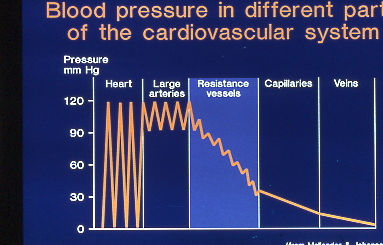 Blood pressure in different part
of the cardiovascular system
Pressure
mm Hg
Heart Large arteries Resistance vessels Capillaries Veins
120
90
60
30
0